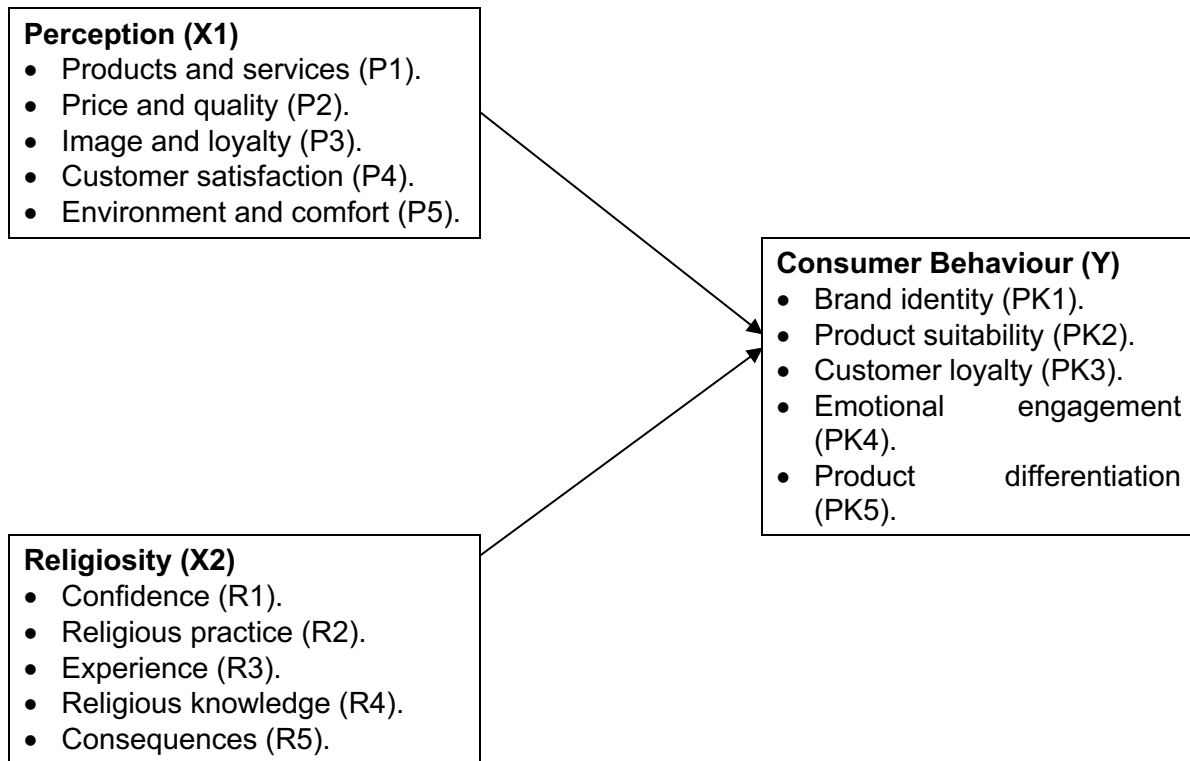 Perception (X1)
• Products and services (P1).
• Price and quality (P2).
• Image and loyalty (P3).
• Customer satisfaction (P4).
• Environment and comfort (P5).
Consumer Behaviour (Y)
• Brand identity (PK1).
• Product suitability (PK2).
• Customer loyalty (PK3).
• Emotional engagement
(PK4).
• Product differentiation
(PK5).
Religiosity (X2)
• Confidence (R1).
• Religious practice (R2).
• Experience (R3).
• Religious knowledge (R4).
• Consequences (R5).